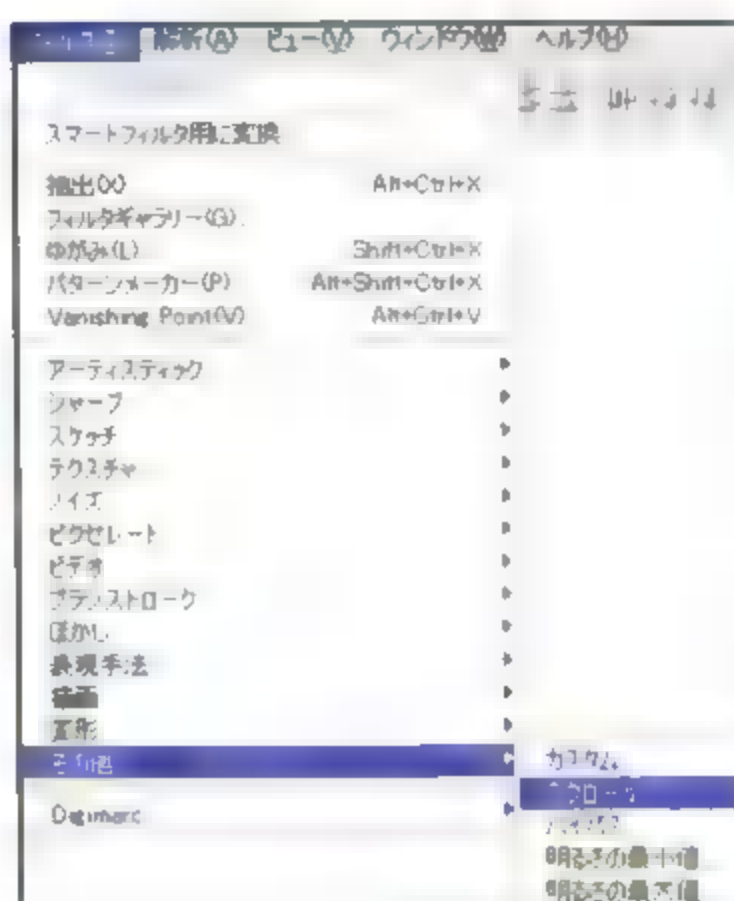 解析(A) ビュー(V) ウィンドウ(W) ヘルプ(H)
スマートフィルタ用に変換
抽出(X) Alt+Ctrl+X
フィルタギャラリー(G)
ゆがみ(L) Shift+Ctrl+X
パターンメーカー(P) Alt+Shift+Ctrl+X
Vanishing Point(V) Alt+Ctrl+V
アーティスティック
シャープ
スケッチ
テクスチャ
ノイズ
ピクセレート
ビデオ
ブラシストローク
ぼかし
表現手法
描画
変形
その他
カスタム
スクロール
Digimarc
明るさの最小値
明るさの最大値